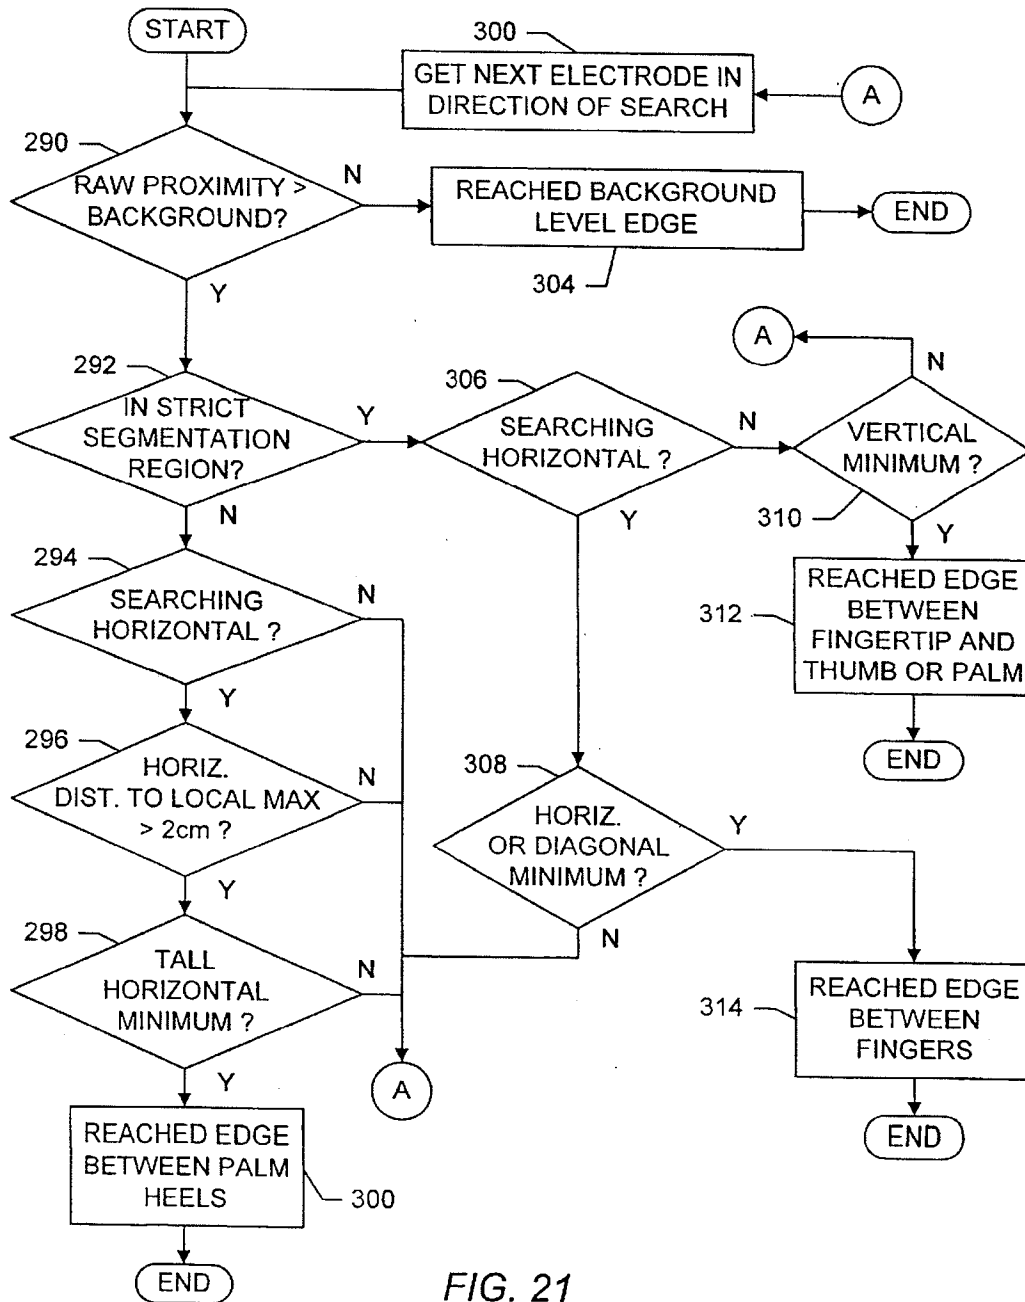 START
300
GET NEXT ELECTRODE IN
DIRECTION OF SEARCH
A
290
RAW PROXIMITY >
BACKGROUND?
N
REACHED BACKGROUND
LEVEL EDGE
END
304
Y
A
292
IN STRICT
SEGMENTATION
REGION?
Y
306
SEARCHING
HORIZONTAL ?
N
N
VERTICAL
MINIMUM ?
310
N
Y
Y
294
SEARCHING
HORIZONTAL ?
N
312
REACHED EDGE
BETWEEN
FINGERTIP AND
THUMB OR PALM
Y
END
296
HORIZ.
DIST. TO LOCAL MAX
> 2cm ?
N
308
HORIZ.
OR DIAGONAL
MINIMUM ?
Y
Y
N
298
TALL
HORIZONTAL
MINIMUM ?
N
314
REACHED EDGE
BETWEEN
FINGERS
Y
A
END
REACHED EDGE
BETWEEN PALM
HEELS
300
END
FIG. 21